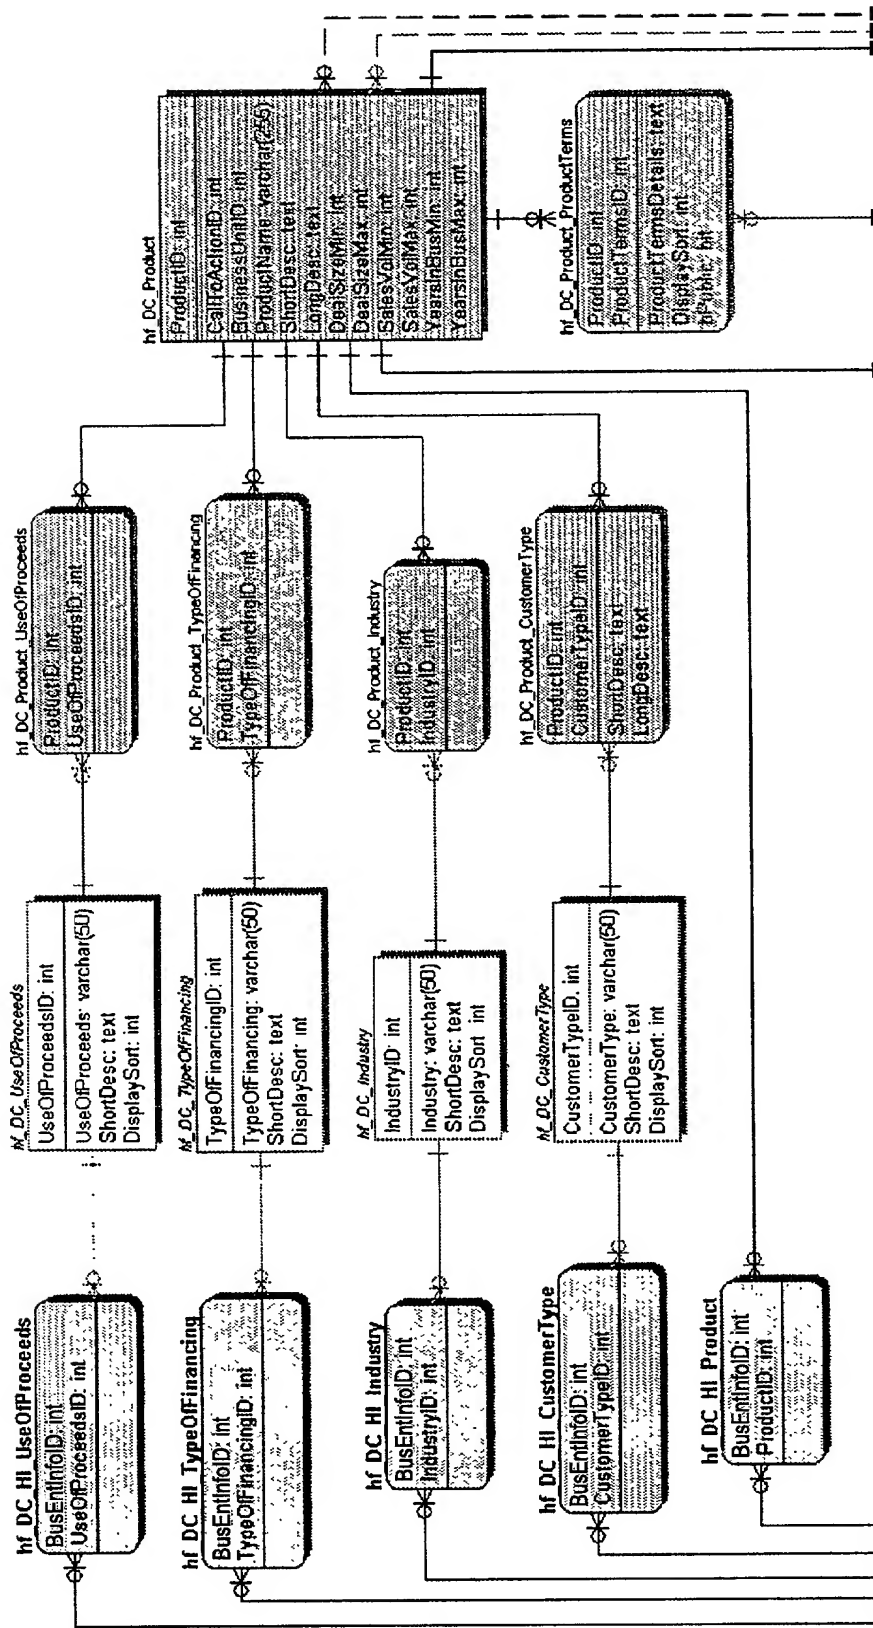 hf_DC_HI_UseOfProceeds
BusEntInfoID: int
UseOfProceedsID: int
hf_DC_UseOfProceeds
UseOfProceedsID: int
UseOfProceeds: varchar(50)
ShortDesc: text
DisplaySort: int
hf_DC_Product_UseOfProceeds
ProductID: int
UseOfProceedsID: int
hf_DC_Product
ProductID: int
CallToActionID: int
BusinessUnitID: int
ProductName: varchar(255)
ShortDesc: text
LongDesc: text
DealSizeMin: int
DealSizeMax: int
SalesVolMin: int
SalesVolMax: int
YearsInBusMin: int
YearsInBusMax: int
hf_DC_HI_TypeOfFinancing
BusEntInfoID: int
TypeOfFinancingID: int
hf_DC_TypeOfFinancing
TypeOfFinancingID: int
TypeOfFinancing: varchar(50)
ShortDesc: text
DisplaySort: int
hf_DC_Product_TypeOfFinancing
ProductID: int
TypeOfFinancingID: int
hf_DC_HI_Industry
BusEntInfoID: int
IndustryID: int
hf_DC_Industry
IndustryID: int
Industry: varchar(50)
ShortDesc: text
DisplaySort: int
hf_DC_Product_Industry
ProductID: int
IndustryID: int
hf_DC_HI_CustomerType
BusEntInfoID: int
CustomerTypeID: int
hf_DC_CustomerType
CustomerTypeID: int
CustomerType: varchar(50)
ShortDesc: text
DisplaySort: int
hf_DC_Product_CustomerType
ProductID: int
CustomerTypeID: int
ShortDesc: text
LongDesc: text
hf_DC_Product_ProductTerms
ProductID: int
ProductTermsID: int
ProductTermsDetails: text
DisplaySort: int
bPublic: bit
hf_DC_HI_Product
BusEntInfoID: int
ProductID: int